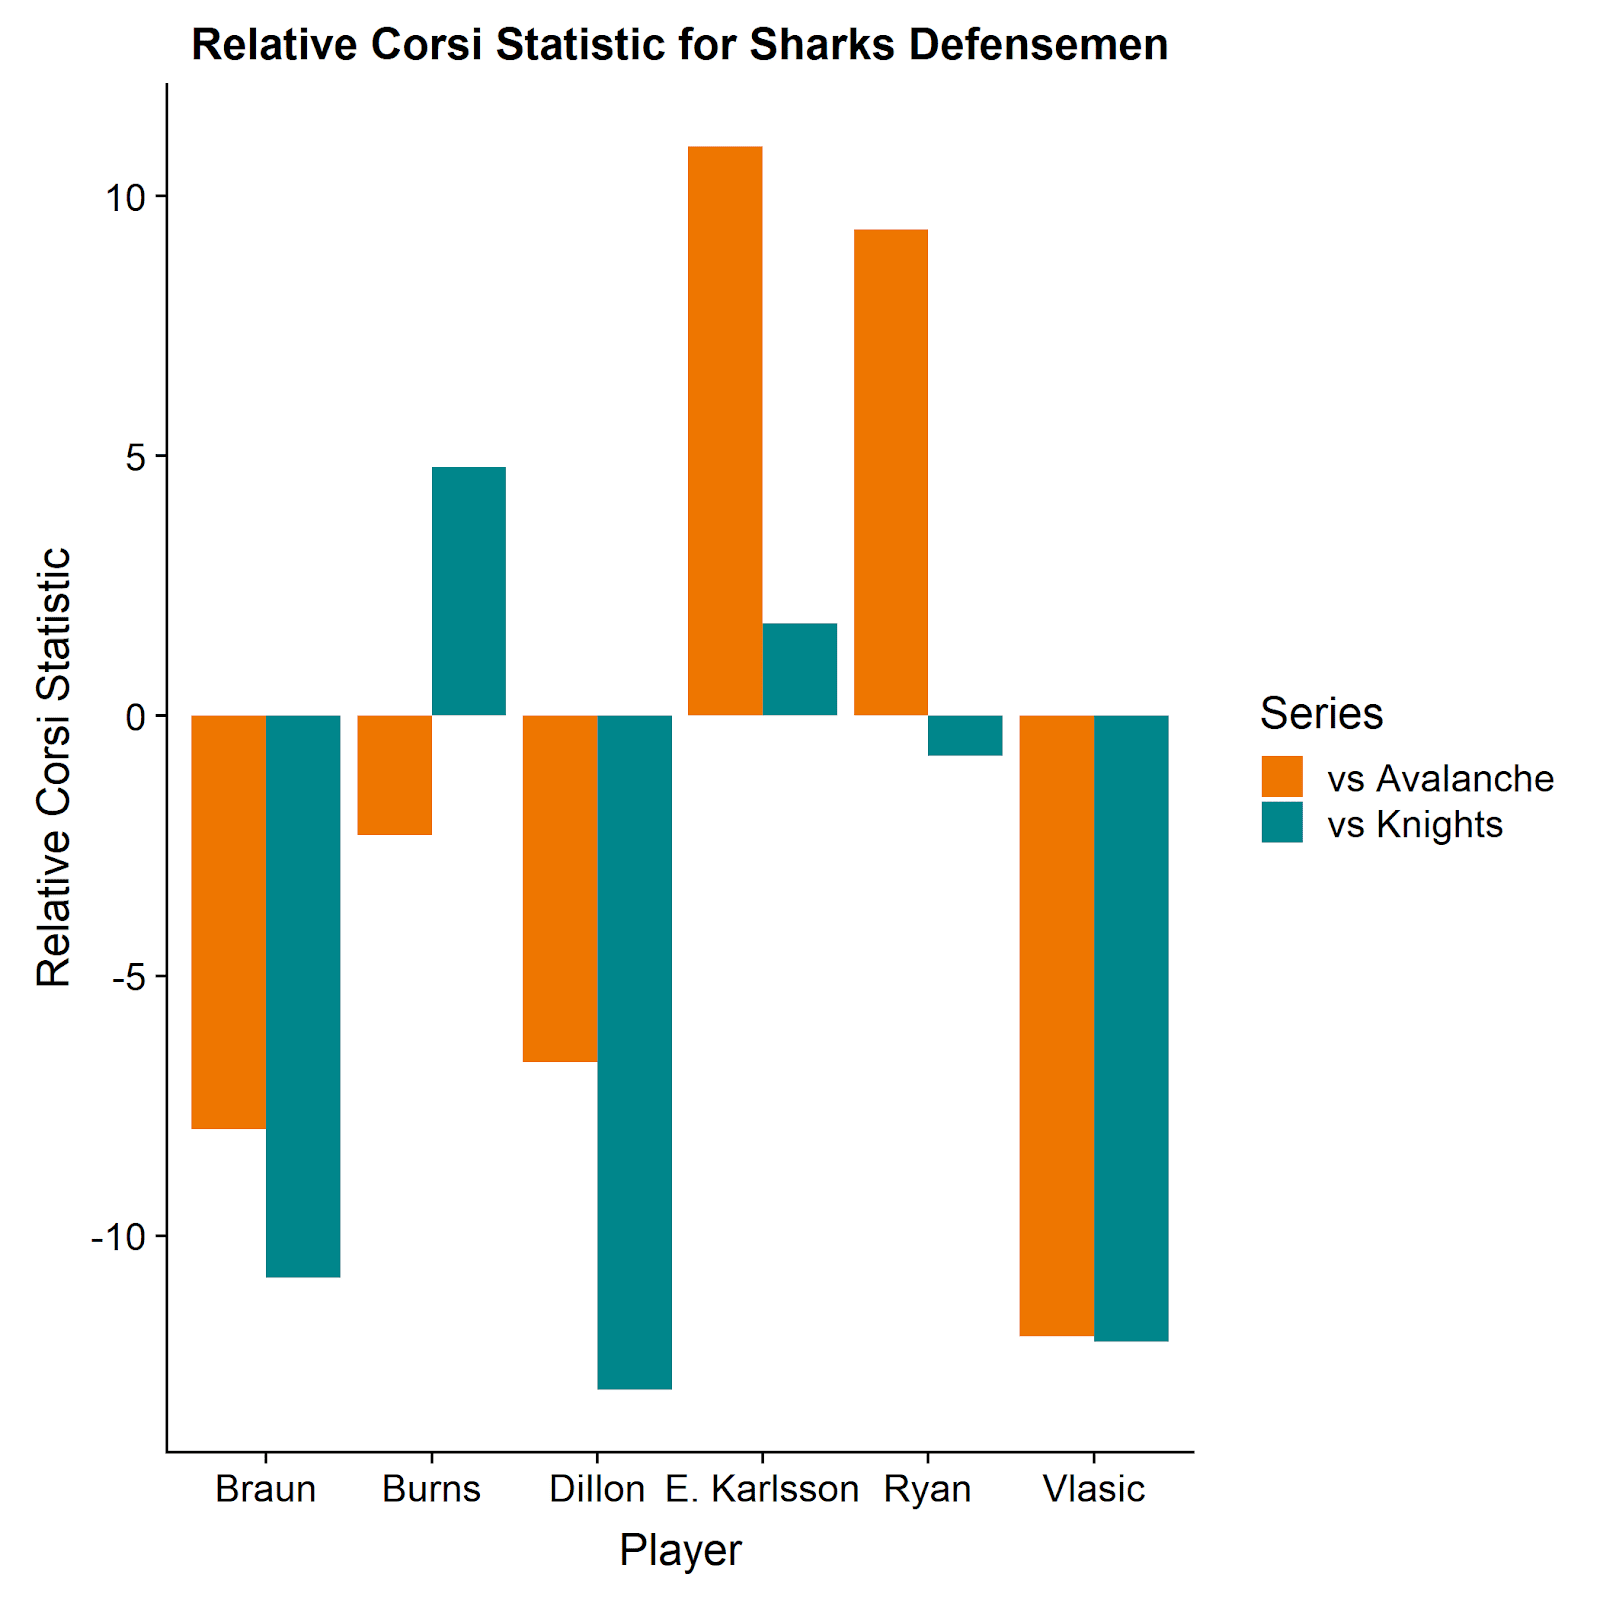 Relative Corsi Statistic for Sharks Defensemen
Relative Corsi Statistic
10
5
0
-5
-10
Braun
Burns
Dillon
E. Karlsson
Ryan
Vlasic
Player
Series
vs Avalanche
vs Knights